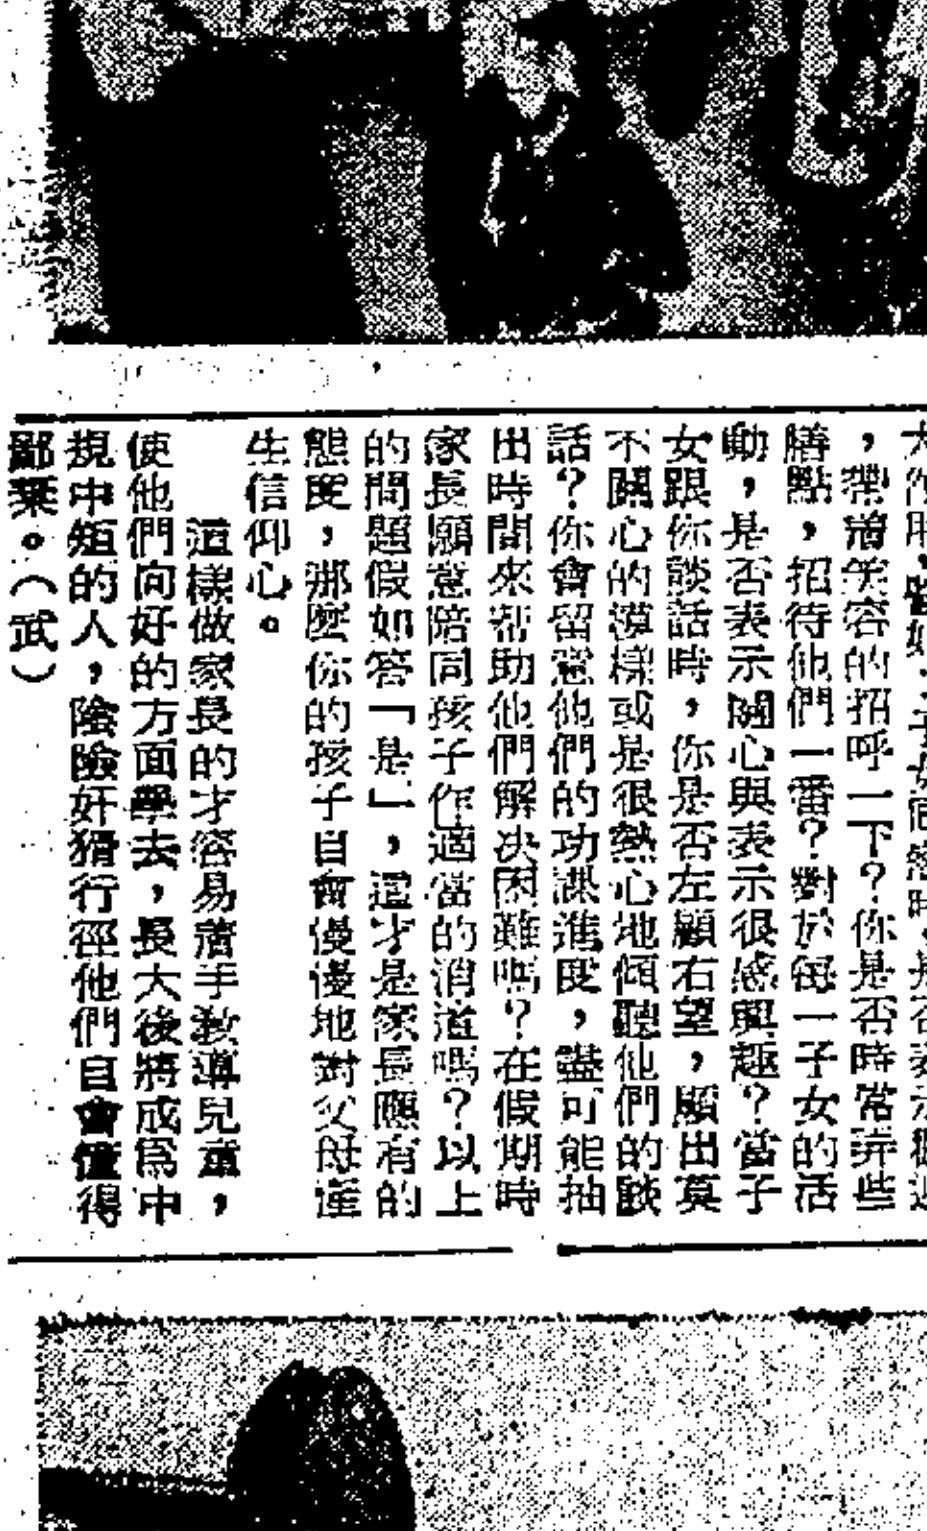 子女同
，帶着笑容的招呼一下？你是否時常弄些
膳點，招待他們一番？對於每一子女的活
動，是否表示關心與表示很感興趣？當子
女跟你談話時，你是否左顧右望，顯出莫
不關心的漠樣或是很熱心地傾聽他們的談
話？你會留意他們的功課進度，盡可能抽
出時間來帮助他們解決困難嗎？在假期時
家長願意陪同孩子作適當的消遣嗎？以上
的問題假如答「是」，這才是家長應有的
態度，那麼你的孩子自會慢慢地對父母產
生信仰心。
這樣做家長的才容易着手教導兒童，
使他們向好的方面學去，長大後將成爲中
規中矩的人，陰險奸猾行徑他們自會懂得
鄙棄。（武）